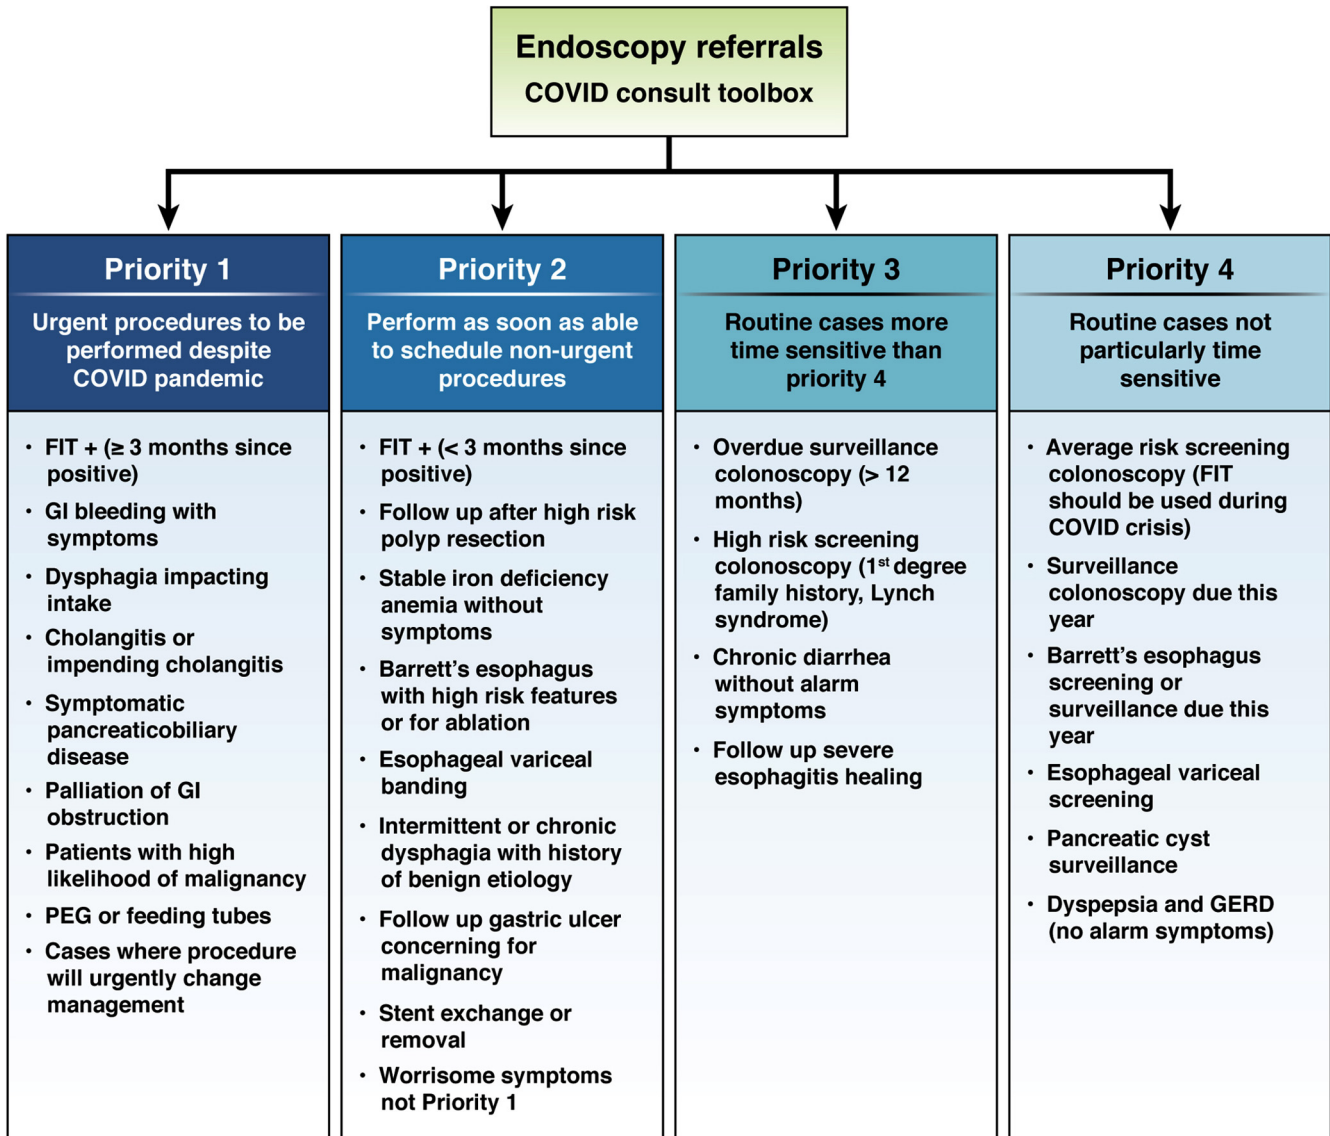 Endoscopy referrals
COVID consult toolbox
Priority 1
Urgent procedures to be
performed despite
COVID pandemic
• FIT + (≥ 3 months since
positive)
• GI bleeding with
symptoms
• Dysphagia impacting
intake
• Cholangitis or
impending cholangitis
• Symptomatic
pancreaticobiliary
disease
• Palliation of GI
obstruction
• Patients with high
likelihood of malignancy
• PEG or feeding tubes
• Cases where procedure
will urgently change
management
Priority 2
Perform as soon as able
to schedule non-urgent
procedures
• FIT + (< 3 months since
positive)
• Follow up after high risk
polyp resection
• Stable iron deficiency
anemia without
symptoms
• Barrett’s esophagus
with high risk features
or for ablation
• Esophageal variceal
banding
• Intermittent or chronic
dysphagia with history
of benign etiology
• Follow up gastric ulcer
concerning for
malignancy
• Stent exchange or
removal
• Worrisome symptoms
not Priority 1
Priority 3
Routine cases more
time sensitive than
priority 4
• Overdue surveillance
colonoscopy (> 12
months)
• High risk screening
colonoscopy (1st degree
family history, Lynch
syndrome)
• Chronic diarrhea
without alarm
symptoms
• Follow up severe
esophagitis healing
Priority 4
Routine cases not
particularly time
sensitive
• Average risk screening
colonoscopy (FIT
should be used during
COVID crisis)
• Surveillance
colonoscopy due this
year
• Barrett’s esophagus
screening or
surveillance due this
year
• Esophageal variceal
screening
• Pancreatic cyst
surveillance
• Dyspepsia and GERD
(no alarm symptoms)